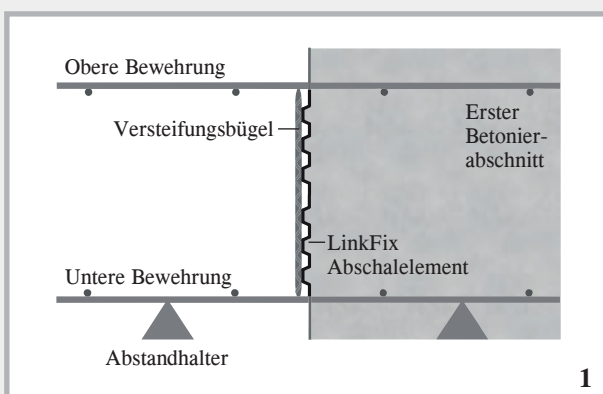 Obere Bewehrung
Versteifungsbügel
Erster
Betonier-
abschnitt
LinkFix
Abschalelement
Untere Bewehrung
Abstandhalter
1